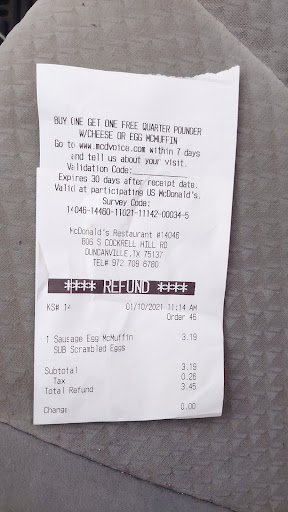 BUY ONE GET ONE FREE QUARTER POUNDER
W/CHEESE OR EGG MCMUFFIN
Go to www.mcdvoice.com within 7 days
and tell us about your visit.
Validation Code:
Expires 30 days after receipt date.
Valid at participating US McDonald's.
Survey Code:
14046-14460-11021-11142-00034-5
McDonald's Restaurant #14046
606 S COCKRELL HILL RD
DUNCANVILLE,TX 75137
TEL# 972 709 6760
**** REFUND ****
KS# 14 01/10/2021 11:14 AM
Order 46
1 Sausage Egg McMuffin 3.19
SUB Scrambled Eggs
Subtotal 3.19
Tax 0.26
Total Refund 3.45
Change 0.00